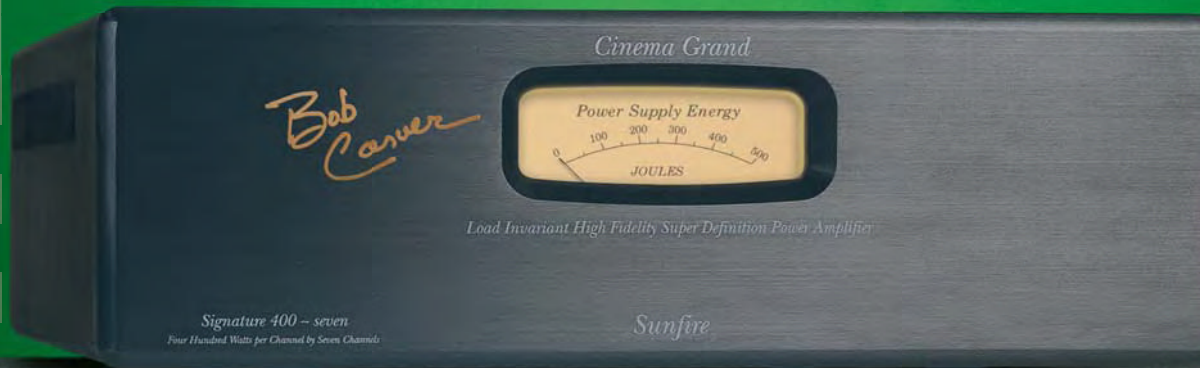 Cinema Grand
Bob
Carver
Power Supply Energy
0 100 200 300 400 500
JOULES
Load Invariant High Fidelity Super Definition Power Amplifier
Signature 400 – seven
Four Hundred Watts per Channel by Seven Channels
Sunfire